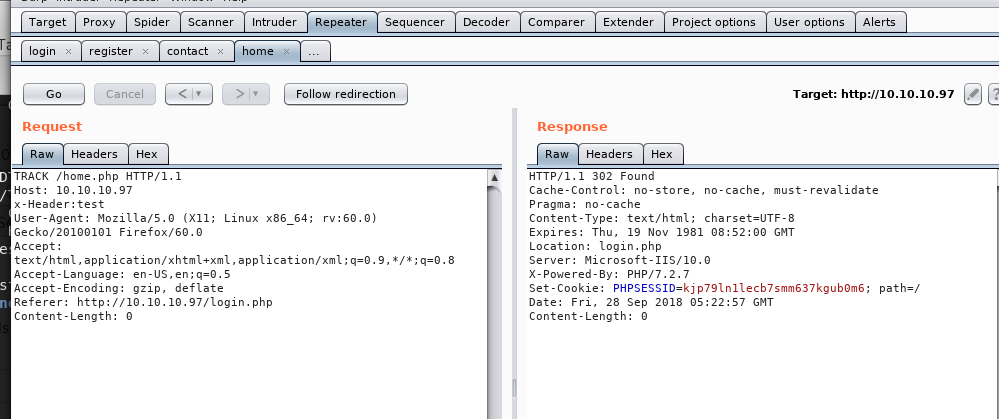 Target Proxy Spider Scanner Intruder Repeater Sequencer Decoder Comparer Extender Project options User options Alerts
login × register × contact × home × ...
Go Cancel < > Follow redirection Target: http://10.10.10.97
Request
Raw Headers Hex
TRACK /home.php HTTP/1.1
Host: 10.10.10.97
x-Header:test
User-Agent: Mozilla/5.0 (X11; Linux x86_64; rv:60.0)
Gecko/20100101 Firefox/60.0
Accept:
text/html,application/xhtml+xml,application/xml;q=0.9,*/*;q=0.8
Accept-Language: en-US,en;q=0.5
Accept-Encoding: gzip, deflate
Referer: http://10.10.10.97/login.php
Content-Length: 0
Response
Raw Headers Hex
HTTP/1.1 302 Found
Cache-Control: no-store, no-cache, must-revalidate
Pragma: no-cache
Content-Type: text/html; charset=UTF-8
Expires: Thu, 19 Nov 1981 08:52:00 GMT
Location: login.php
Server: Microsoft-IIS/10.0
X-Powered-By: PHP/7.2.7
Set-Cookie: PHPSESSID=kjp79ln1lecb7smm637kgub0m6; path=/
Date: Fri, 28 Sep 2018 05:22:57 GMT
Content-Length: 0